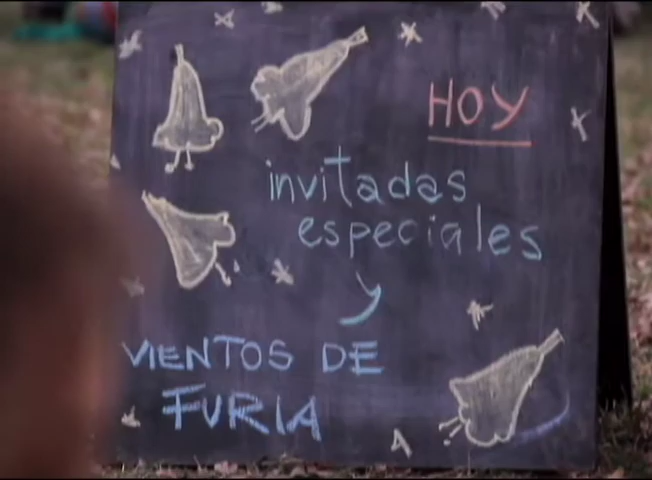 HOY
invitadas
especiales
y
VIENTOS DE
FURIA